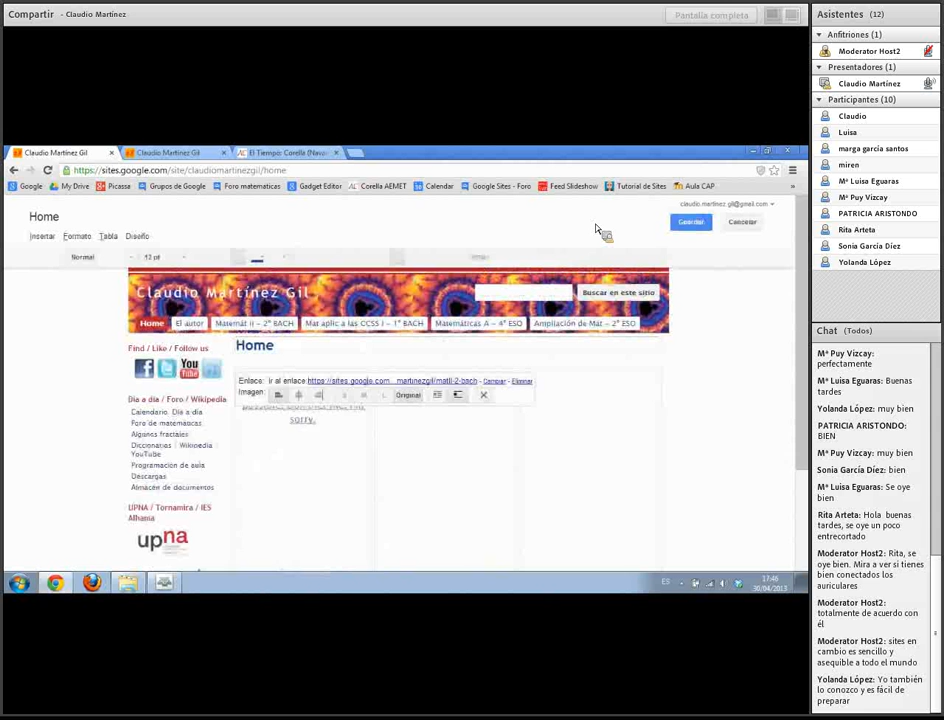 Compartir - Claudio Martínez
Pantalla completa
Claudio Martínez Gil
Claudio Martínez Gil
El Tiempo: Corella (Nava
https://sites.google.com/site/claudiomartinezgil/home
Google
My Drive
Picassa
Grupos de Google
Foro matematicas
Gadget Editor
Corella AEMET
Calendar
Google Sites - Foro
Feed Slideshow
Tutorial de Sites
Aula CAP
»
claudio.martinez.gil@gmail.com
Home
Guardar
Cancelar
Insertar
Formato
Tabla
Diseño
Normal
12 pt
Claudio Martínez Gil
Buscar en este sitio
Home
El autor
Matemát II – 2º BACH
Mat aplic a las CCSS I – 1º BACH
Matemáticas A – 4º ESO
Ampliación de Mat – 2º ESO
Find / Like / Follow us
You
Tube
Día a día / Foro / Wikipedia
Calendario. Día a día
Foro de matemáticas
Algunos fractales
Diccionarios - Wikipedia -
YouTube
Programación de aula
Descargas
Almacén de documentos
UPNA / Tornamira / IES
Alhama
upna
Home
Enlace: Ir al enlace:https://sites.google.com...martinezgil/matii-2-bach - Cambiar - Eliminar
Imagen:
Original
sorry.
ES
17:46
30/04/2013
Asistentes (12)
Anfitriones (1)
Moderator Host2
Presentadores (1)
Claudio Martínez
Participantes (10)
Claudio
Luisa
marga garcía santos
miren
Mª Luisa Eguaras
Mª Puy Vizcay
PATRICIA ARISTONDO
Rita Arteta
Sonia García Díez
Yolanda López
Chat (Todos)
Mª Puy Vizcay:
perfectamente
Mª Luisa Eguaras: Buenas
tardes
Yolanda López: muy bien
PATRICIA ARISTONDO:
BIEN
Mª Puy Vizcay: muy bien
Sonia García Díez: bien
Mª Luisa Eguaras: Se oye
bien
Rita Arteta: Hola buenas
tardes, se oye un poco
entrecortado
Moderator Host2: Rita, se
oye bien. Mira a ver si tienes
bien conectados los
auriculares
Moderator Host2:
totalmente de acuerdo con
él
Moderator Host2: sites en
cambio es sencillo y
asequible a todo el mundo
Yolanda López: Yo también
lo conozco y es fácil de
preparar